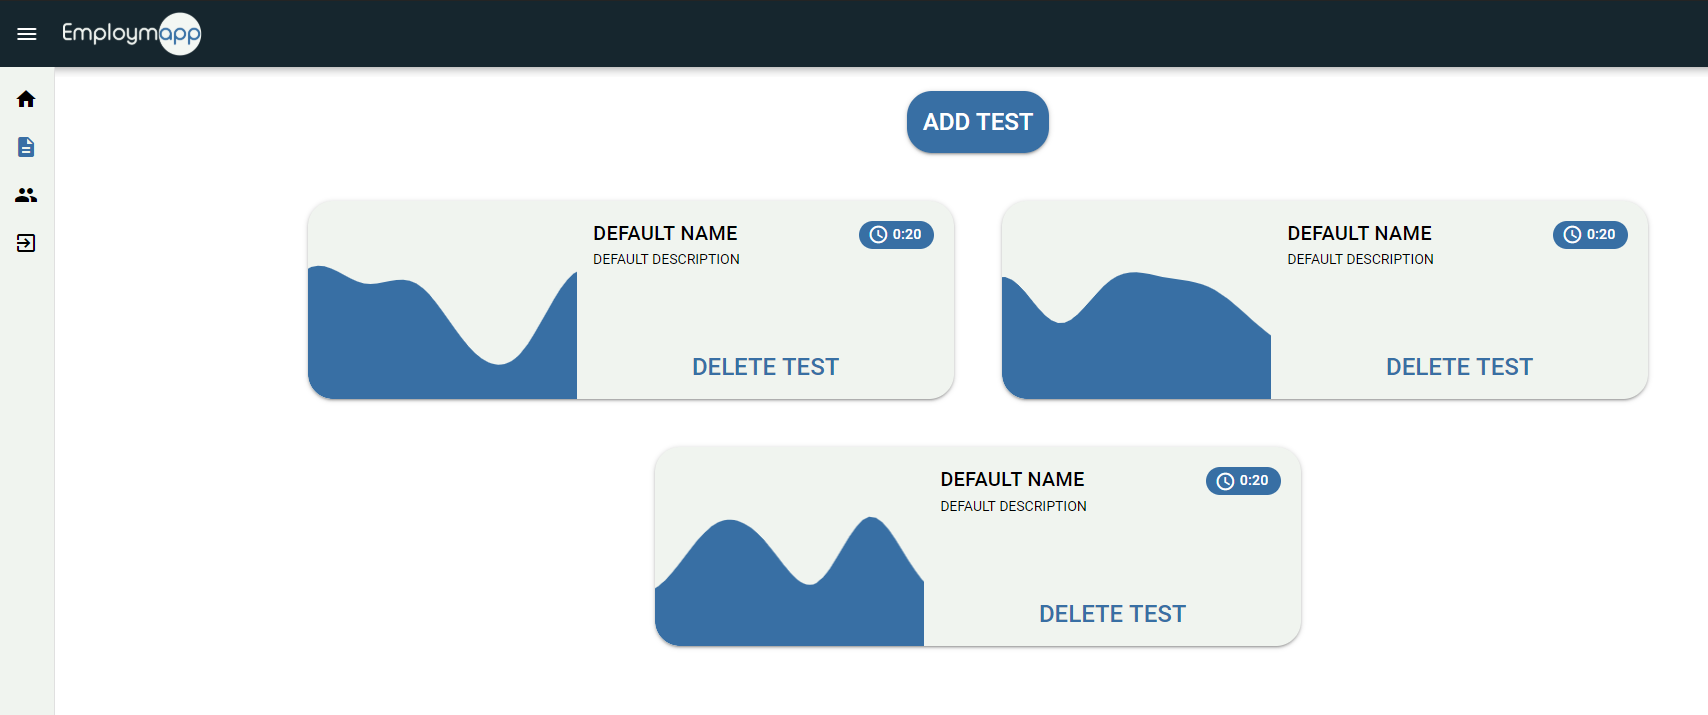 Employmapp
ADD TEST
DEFAULT NAME
0:20
DEFAULT DESCRIPTION
DELETE TEST
DEFAULT NAME
0:20
DEFAULT DESCRIPTION
DELETE TEST
DEFAULT NAME
0:20
DEFAULT DESCRIPTION
DELETE TEST